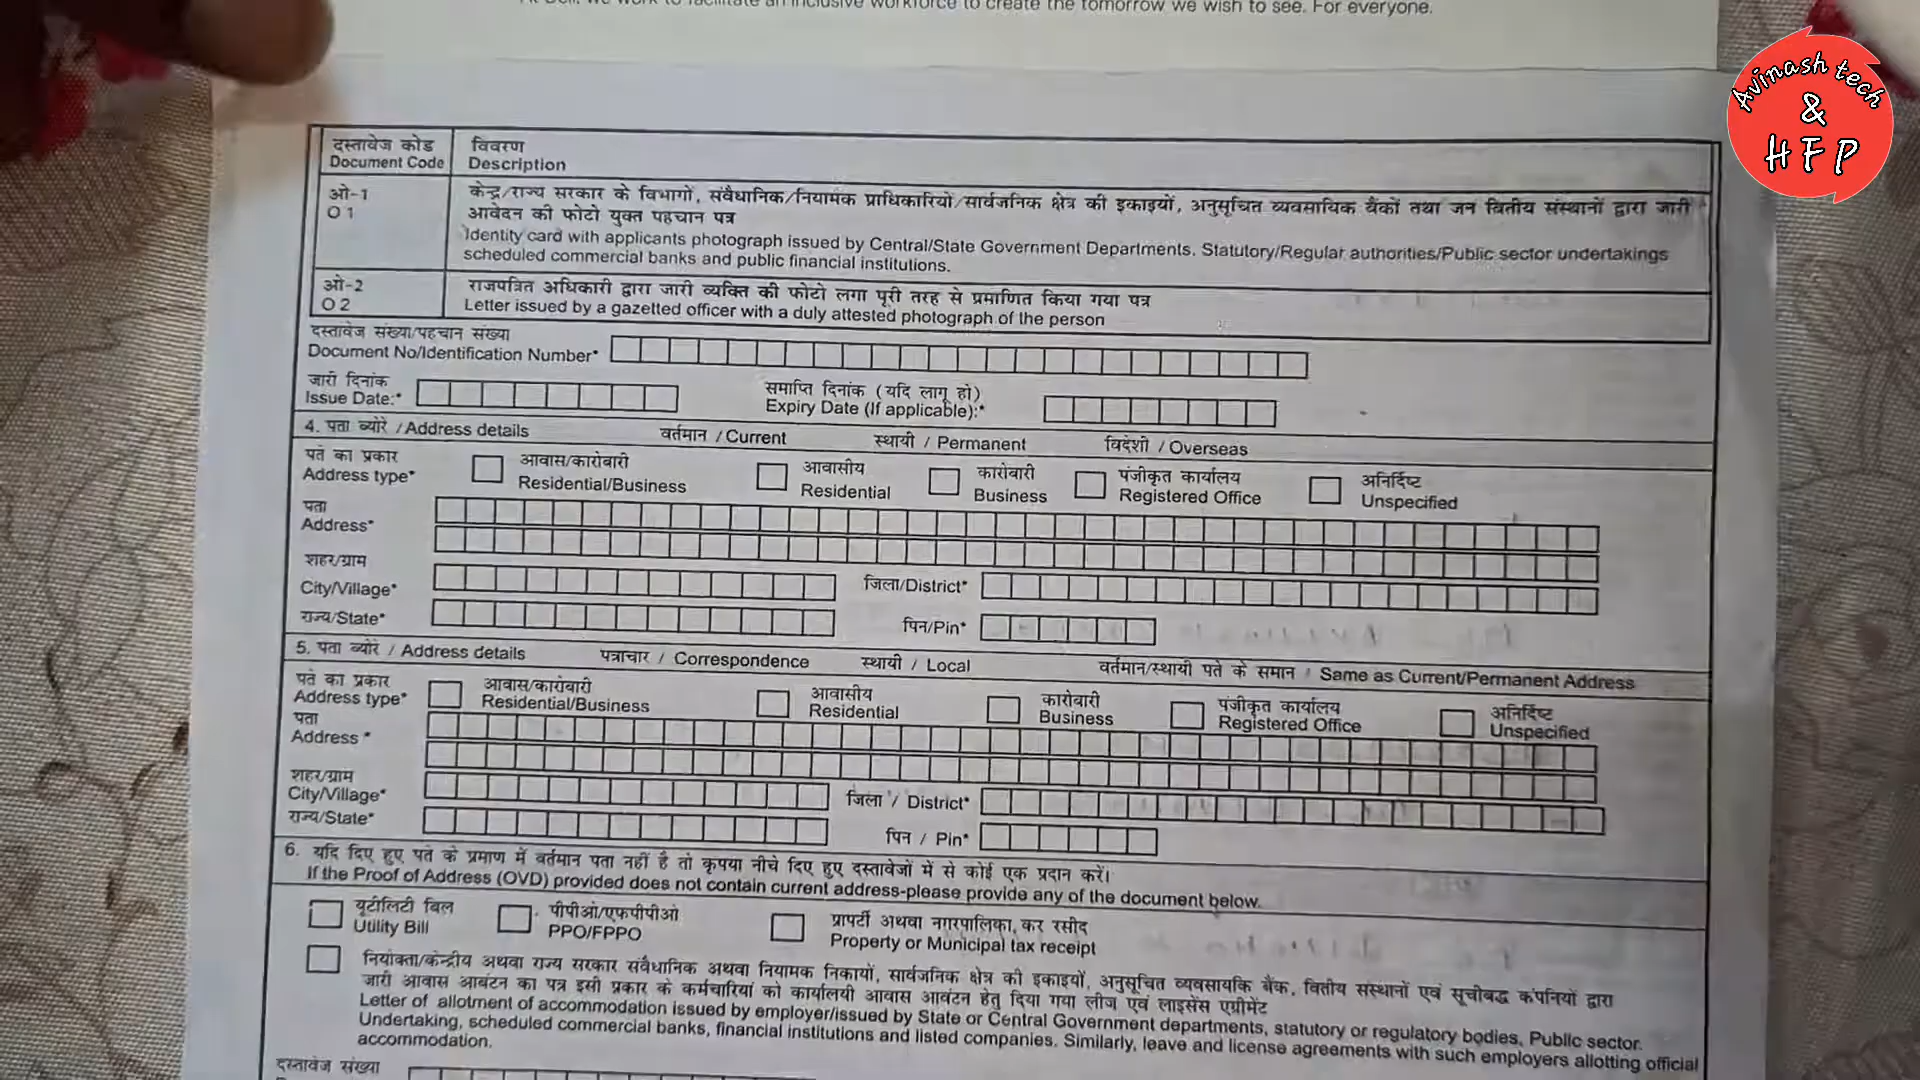 At Dell, we work to facilitate an inclusive workforce to create the tomorrow we wish to see. For everyone.
Avinash tech
&
HFP
दस्तावेज कोड
Document Code
विवरण
Description
ओ-1
O 1
केन्द्र/राज्य सरकार के विभागों, संवैधानिक/नियामक प्राधिकारियों/सार्वजनिक क्षेत्र की इकाइयों, अनुसूचित व्यवसायिक बैंकों तथा जन वित्तीय संस्थानों द्वारा जारी
आवेदन की फोटो युक्त पहचान पत्र
Identity card with applicants photograph issued by Central/State Government Departments. Statutory/Regular authorities/Public sector undertakings
scheduled commercial banks and public financial institutions.
ओ-2
O 2
राजपत्रित अधिकारी द्वारा जारी व्यक्ति की फोटो लगा पूरी तरह से प्रमाणित किया गया पत्र
Letter issued by a gazetted officer with a duly attested photograph of the person
दस्तावेज संख्या/पहचान संख्या
Document No/Identification Number*
जारी दिनांक
Issue Date:*
समाप्ति दिनांक (यदि लागू हो)
Expiry Date (If applicable):*
4. पता ब्योरे / Address details वर्तमान / Current स्थायी / Permanent विदेशी / Overseas
पते का प्रकार
Address type*
आवास/कारोबारी
Residential/Business
आवासीय
Residential
कारोबारी
Business
पंजीकृत कार्यालय
Registered Office
अनिर्दिष्ट
Unspecified
पता
Address*
शहर/ग्राम
City/Village*
जिला/District*
राज्य/State*
पिन/Pin*
5. पता ब्योरे / Address details पत्राचार / Correspondence स्थायी / Local वर्तमान/स्थायी पते के समान / Same as Current/Permanent Address
पते का प्रकार
Address type*
आवास/कारोबारी
Residential/Business
आवासीय
Residential
कारोबारी
Business
पंजीकृत कार्यालय
Registered Office
अनिर्दिष्ट
Unspecified
पता
Address *
शहर/ग्राम
City/Village*
जिला / District*
राज्य/State*
पिन / Pin*
6. यदि दिए हुए पते के प्रमाण में वर्तमान पता नहीं है तो कृपया नीचे दिए हुए दस्तावेजों में से कोई एक प्रदान करें।
If the Proof of Address (OVD) provided does not contain current address-please provide any of the document below.
यूटीलिटी बिल
Utility Bill
पीपीओ/एफपीपीओ
PPO/FPPO
प्रापर्टी अथवा नगरपालिका, कर रसीद
Property or Municipal tax receipt
नियोक्ता/केन्द्रीय अथवा राज्य सरकार संवैधानिक अथवा नियामक निकायों, सार्वजनिक क्षेत्र की इकाइयों, अनुसूचित व्यवसायकि बैंक, वित्तीय संस्थानों एवं सूचीबद्ध कंपनियों द्वारा
जारी आवास आबंटन का पत्र इसी प्रकार के कर्मचारियां को कार्यालयी आवास आवंटन हेतु दिया गया लीज एवं लाइसेंस एग्रीमेंट
Letter of allotment of accommodation issued by employer/issued by State or Central Government departments, statutory or regulatory bodies, Public sector.
Undertaking, scheduled commercial banks, financial institutions and listed companies. Similarly, leave and license agreements with such employers allotting official
accommodation.
दस्तावेज संख्या